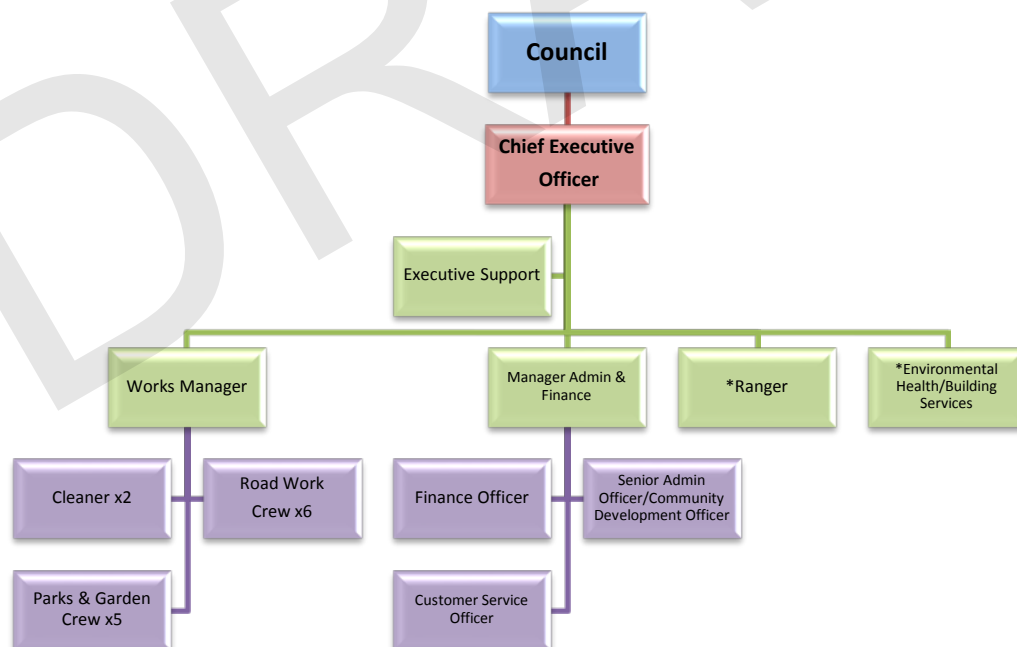 Council
Chief Executive
Officer
Executive Support
Works Manager
Manager Admin &
Finance
*Ranger
*Environmental
Health/Building
Services
Cleaner x2
Road Work
Crew x6
Finance Officer
Senior Admin
Officer/Community
Development Officer
Parks & Garden
Crew x5
Customer Service
Officer